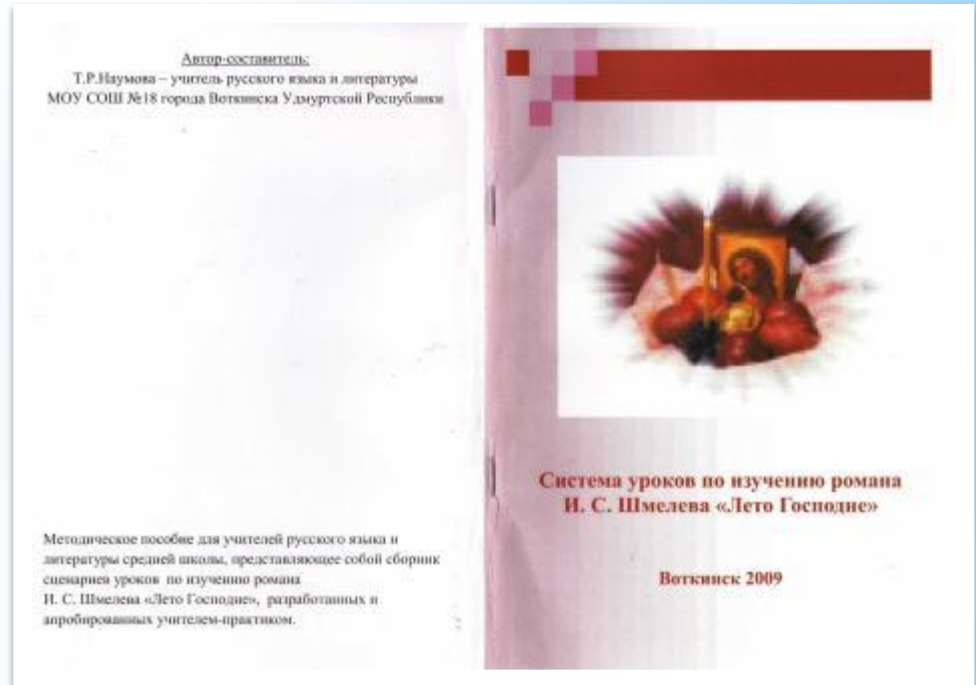 Автор-составитель:
Т.Р.Наумова – учитель русского языка и литературы
МОУ СОШ №18 города Воткинска Удмуртской Республики
Методическое пособие для учителей русского языка и
литературы средней школы, представляющее собой сборник
сценариев уроков по изучению романа
И. С. Шмелева «Лето Господне», разработанных и
апробированных учителем-практиком.
Система уроков по изучению романа
И. С. Шмелева «Лето Господне»
Воткинск 2009